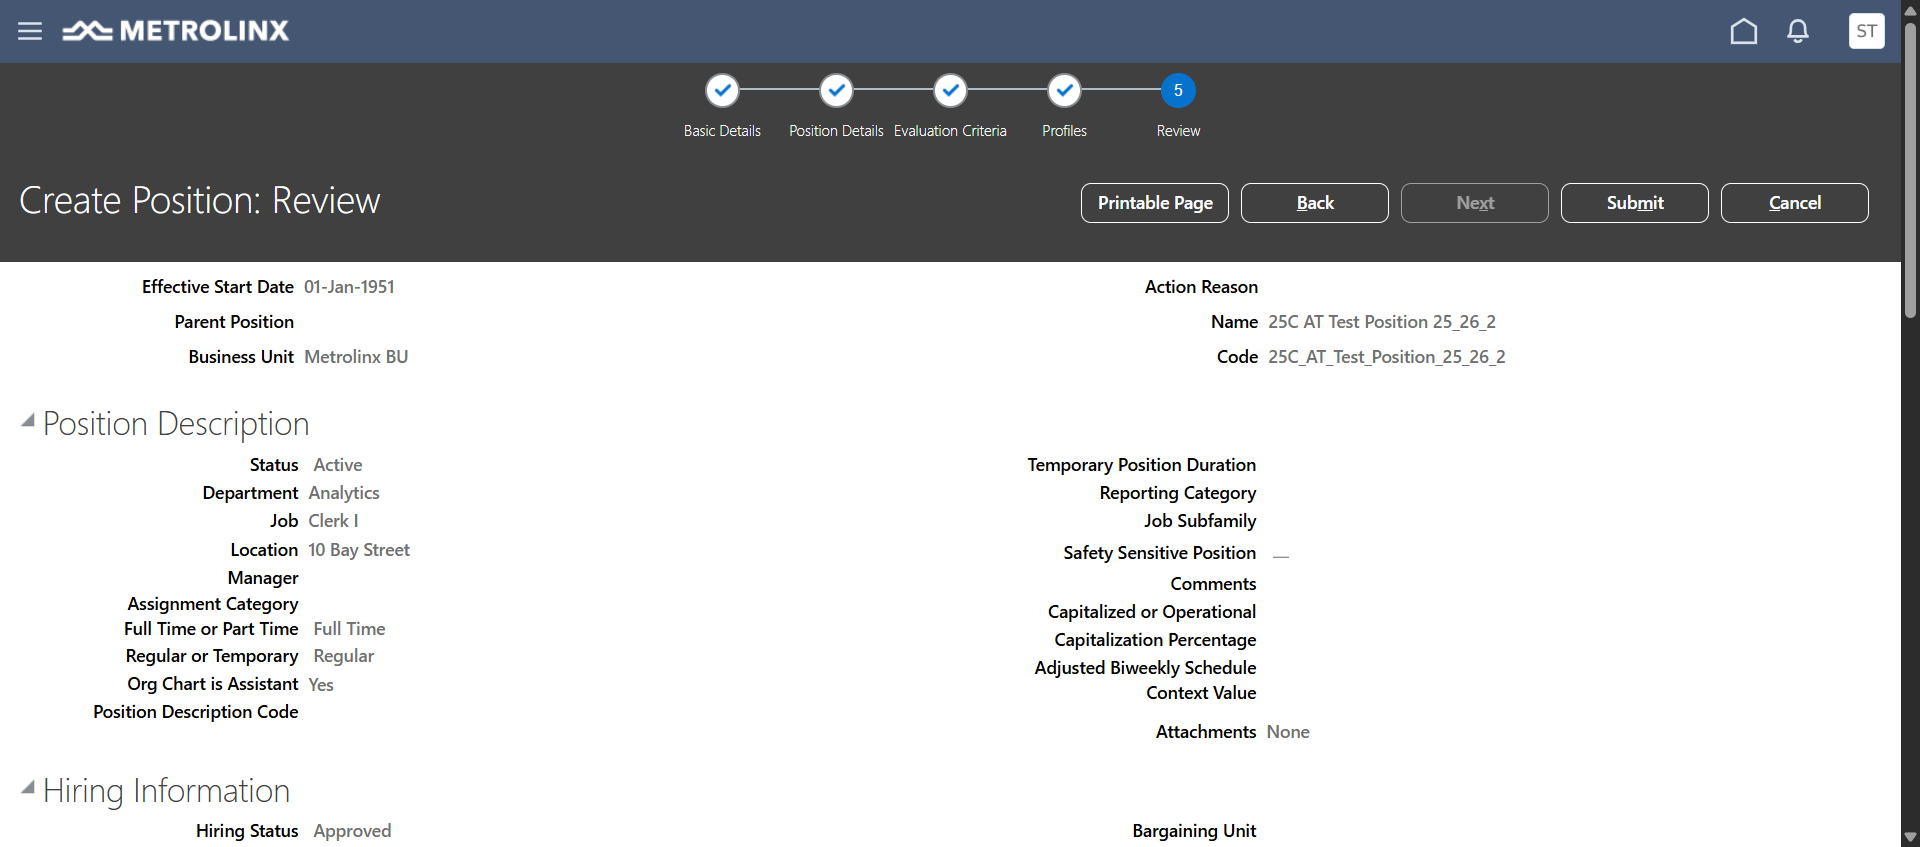 METROLINX
ST
5
Basic Details
Position Details
Evaluation Criteria
Profiles
Review
Create Position: Review
Printable Page
Back
Next
Submit
Cancel
Effective Start Date 01-Jan-1951
Parent Position
Business Unit Metrolinx BU
Action Reason
Name 25C AT Test Position 25_26_2
Code 25C_AT_Test_Position_25_26_2
Position Description
Status Active
Department Analytics
Job Clerk I
Location 10 Bay Street
Manager
Assignment Category
Full Time or Part Time Full Time
Regular or Temporary Regular
Org Chart is Assistant Yes
Position Description Code
Temporary Position Duration
Reporting Category
Job Subfamily
Safety Sensitive Position —
Comments
Capitalized or Operational
Capitalization Percentage
Adjusted Biweekly Schedule
Context Value
Attachments None
Hiring Information
Hiring Status Approved
Bargaining Unit